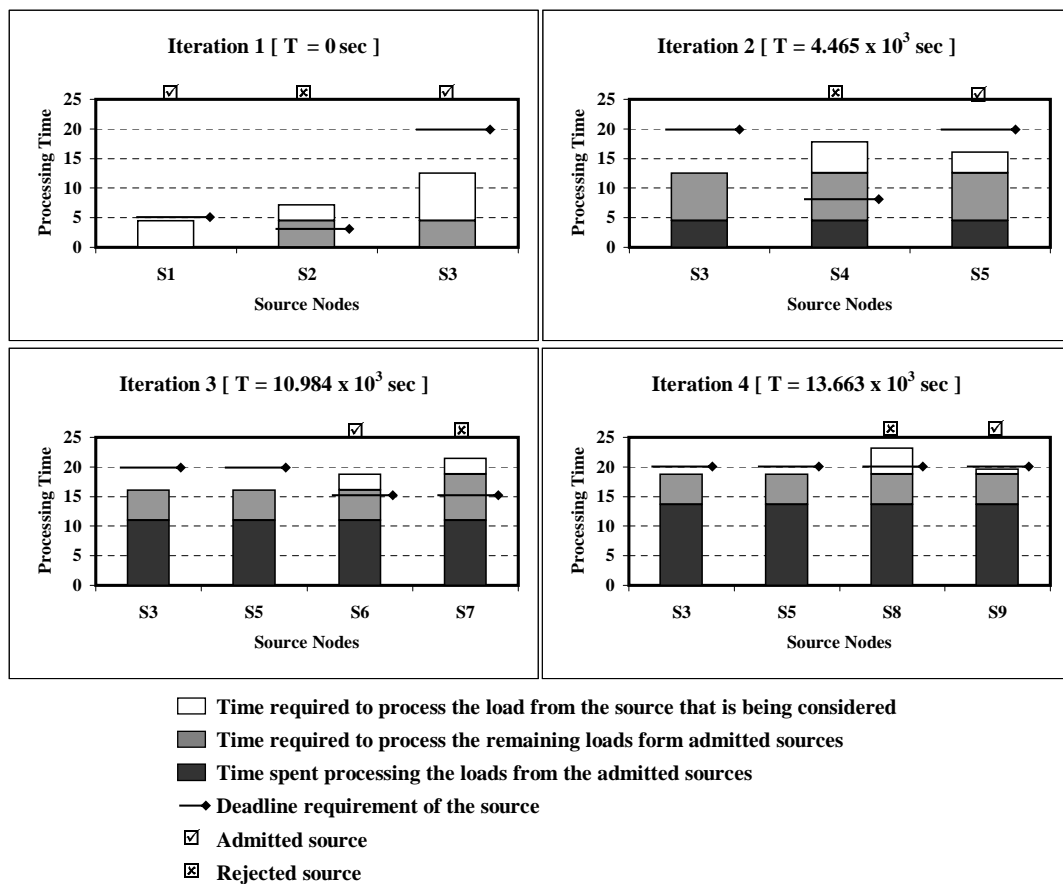 Iteration 1 [ T = 0 sec ]
Processing Time
25
20
15
10
5
0
S1 S2 S3
Source Nodes
Iteration 2 [ T = 4.465 x 10³ sec ]
Processing Time
25
20
15
10
5
0
S3 S4 S5
Source Nodes
Iteration 3 [ T = 10.984 x 10³ sec ]
Processing Time
25
20
15
10
5
0
S3 S5 S6 S7
Source Nodes
Iteration 4 [ T = 13.663 x 10³ sec ]
Processing Time
25
20
15
10
5
0
S3 S5 S8 S9
Source Nodes
Time required to process the load from the source that is being considered
Time required to process the remaining loads form admitted sources
Time spent processing the loads from the admitted sources
Deadline requirement of the source
Admitted source
Rejected source